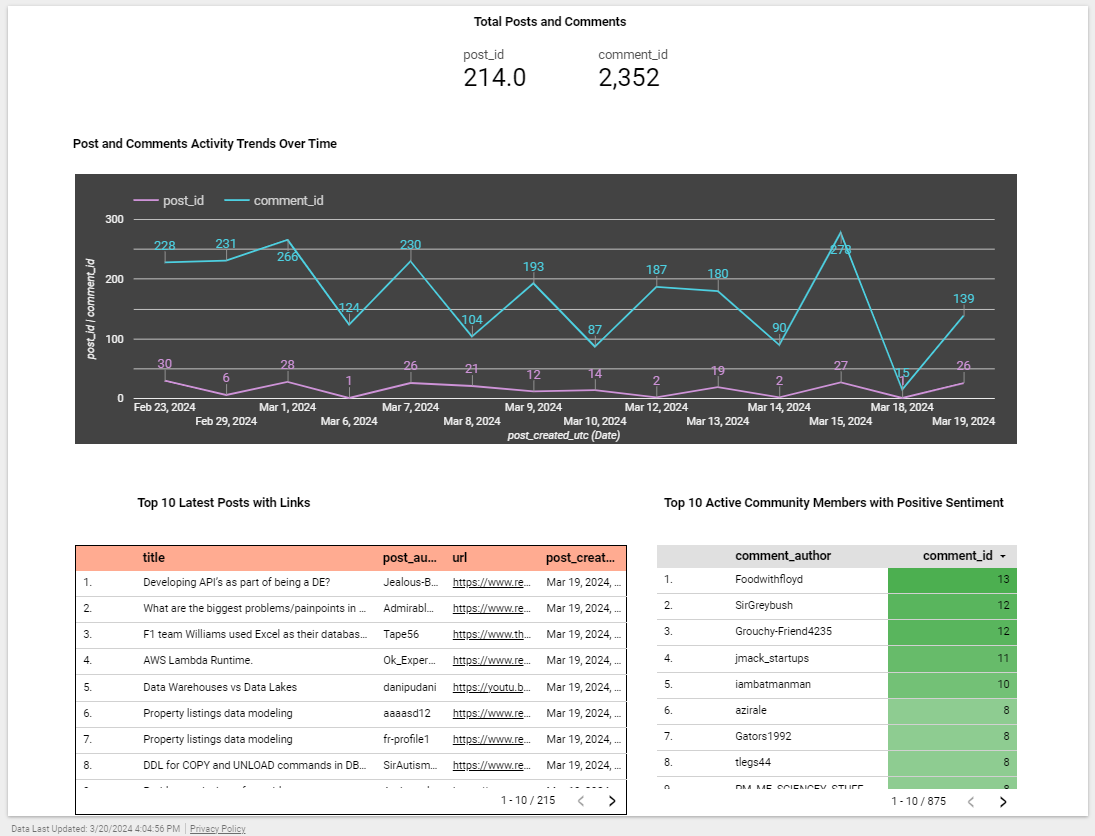 Total Posts and Comments
post_id comment_id
214.0 2,352
Post and Comments Activity Trends Over Time
post_id comment_id
post_id | comment_id
300
200
100
0
228 231 266 124 230 104 193 87 187 180 90 278 15 139
30 6 28 1 26 21 12 14 2 19 2 27 1 26
Feb 23, 2024 Mar 1, 2024 Mar 7, 2024 Mar 9, 2024 Mar 12, 2024 Mar 14, 2024 Mar 18, 2024
Feb 29, 2024 Mar 6, 2024 Mar 8, 2024 Mar 10, 2024 Mar 13, 2024 Mar 15, 2024 Mar 19, 2024
post_created_utc (Date)
Top 10 Latest Posts with Links
title post_au... url post_creat...
1. Developing API's as part of being a DE? Jealous-B... https://www.re... Mar 19, 2024, ...
2. What are the biggest problems/painpoints in ... Admirabl... https://www.re... Mar 19, 2024, ...
3. F1 team Williams used Excel as their databas... Tape56 https://www.th... Mar 19, 2024, ...
4. AWS Lambda Runtime. Ok_Exper... https://www.re... Mar 19, 2024, ...
5. Data Warehouses vs Data Lakes danipudani https://youtu.b... Mar 19, 2024, ...
6. Property listings data modeling aaaasd12 https://www.re... Mar 19, 2024, ...
7. Property listings data modeling fr-profile1 https://www.re... Mar 19, 2024, ...
8. DDL for COPY and UNLOAD commands in DB... SirAutism... https://www.re... Mar 19, 2024, ...
1 - 10 / 215
Top 10 Active Community Members with Positive Sentiment
comment_author comment_id
1. Foodwithfloyd 13
2. SirGreybush 12
3. Grouchy-Friend4235 12
4. jmack_startups 11
5. iambatmanman 10
6. azirale 8
7. Gators1992 8
8. tlegs44 8
9. PM_ME_SCIENCEY_STUFF 8
1 - 10 / 875
Data Last Updated: 3/20/2024 4:04:56 PM Privacy Policy